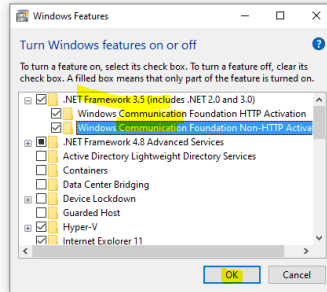 Windows Features
Turn Windows features on or off
To turn a feature on, select its check box. To turn a feature off, clear its
check box. A filled box means that only part of the feature is turned on.
.NET Framework 3.5 (includes .NET 2.0 and 3.0)
Windows Communication Foundation HTTP Activation
Windows Communication Foundation Non-HTTP Activa
.NET Framework 4.8 Advanced Services
Active Directory Lightweight Directory Services
Containers
Data Center Bridging
Device Lockdown
Guarded Host
Hyper-V
Internet Explorer 11
OK
Cancel